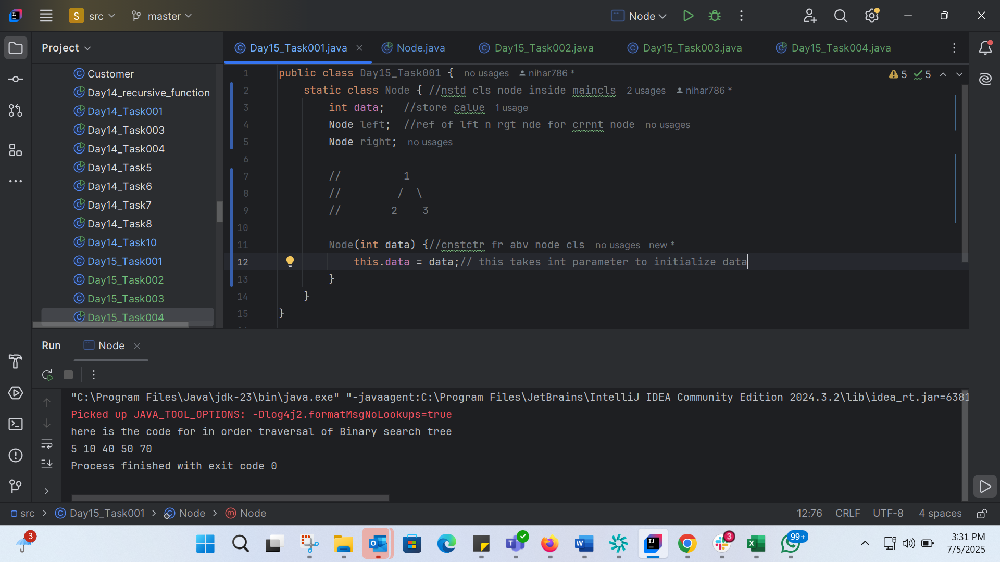 S src master Node
Project
Day15_Task001.java Node.java Day15_Task002.java Day15_Task003.java Day15_Task004.java
Customer
Day14_recursive_function
Day14_Task001
Day14_Task003
Day14_Task004
Day14_Task5
Day14_Task6
Day14_Task7
Day14_Task8
Day14_Task10
Day15_Task001
Day15_Task002
Day15_Task003
Day15_Task004
5 5
1 public class Day15_Task001 { no usages nihar786 *
2 static class Node { //nstd cls node inside maincls 2 usages nihar786 *
3 int data; //store calue 1 usage
4 Node left; //ref of lft n rgt nde for crrnt node no usages
5 Node right; no usages
6
7 // 1
8 // / \
9 // 2 3
10
11 Node(int data) {//cnstctr fr abv node cls no usages new *
12 this.data = data;// this takes int parameter to initialize data
13 }
14 }
15 }
Run Node
"C:\Program Files\Java\jdk-23\bin\java.exe" "-javaagent:C:\Program Files\JetBrains\IntelliJ IDEA Community Edition 2024.3.2\lib\idea_rt.jar=6381
Picked up JAVA_TOOL_OPTIONS: -Dlog4j2.formatMsgNoLookups=true
here is the code for in order traversal of Binary search tree
5 10 40 50 70
Process finished with exit code 0
src > Day15_Task001 > Node > Node
12:76 CRLF UTF-8 4 spaces
3
3
99+
3:31 PM
7/5/2025